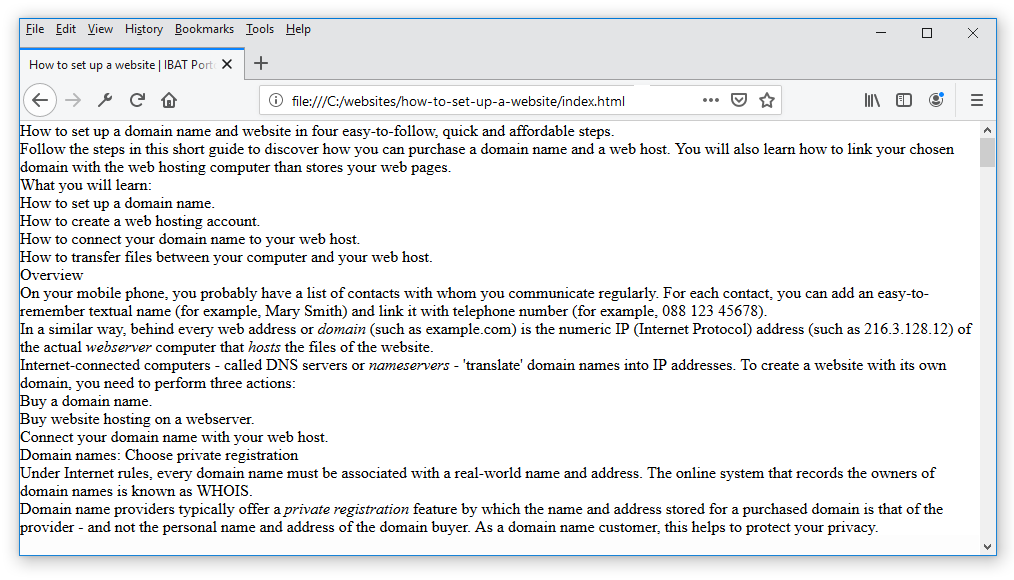 File Edit View History Bookmarks Tools Help
How to set up a website | IBAT Port
file:///C:/websites/how-to-set-up-a-website/index.html
How to set up a domain name and website in four easy-to-follow, quick and affordable steps.
Follow the steps in this short guide to discover how you can purchase a domain name and a web host. You will also learn how to link your chosen
domain with the web hosting computer than stores your web pages.
What you will learn:
How to set up a domain name.
How to create a web hosting account.
How to connect your domain name to your web host.
How to transfer files between your computer and your web host.
Overview
On your mobile phone, you probably have a list of contacts with whom you communicate regularly. For each contact, you can add an easy-to-
remember textual name (for example, Mary Smith) and link it with telephone number (for example, 088 123 45678).
In a similar way, behind every web address or domain (such as example.com) is the numeric IP (Internet Protocol) address (such as 216.3.128.12) of
the actual webserver computer that hosts the files of the website.
Internet-connected computers - called DNS servers or nameservers - 'translate' domain names into IP addresses. To create a website with its own
domain, you need to perform three actions:
Buy a domain name.
Buy website hosting on a webserver.
Connect your domain name with your web host.
Domain names: Choose private registration
Under Internet rules, every domain name must be associated with a real-world name and address. The online system that records the owners of
domain names is known as WHOIS.
Domain name providers typically offer a private registration feature by which the name and address stored for a purchased domain is that of the
provider - and not the personal name and address of the domain buyer. As a domain name customer, this helps to protect your privacy.